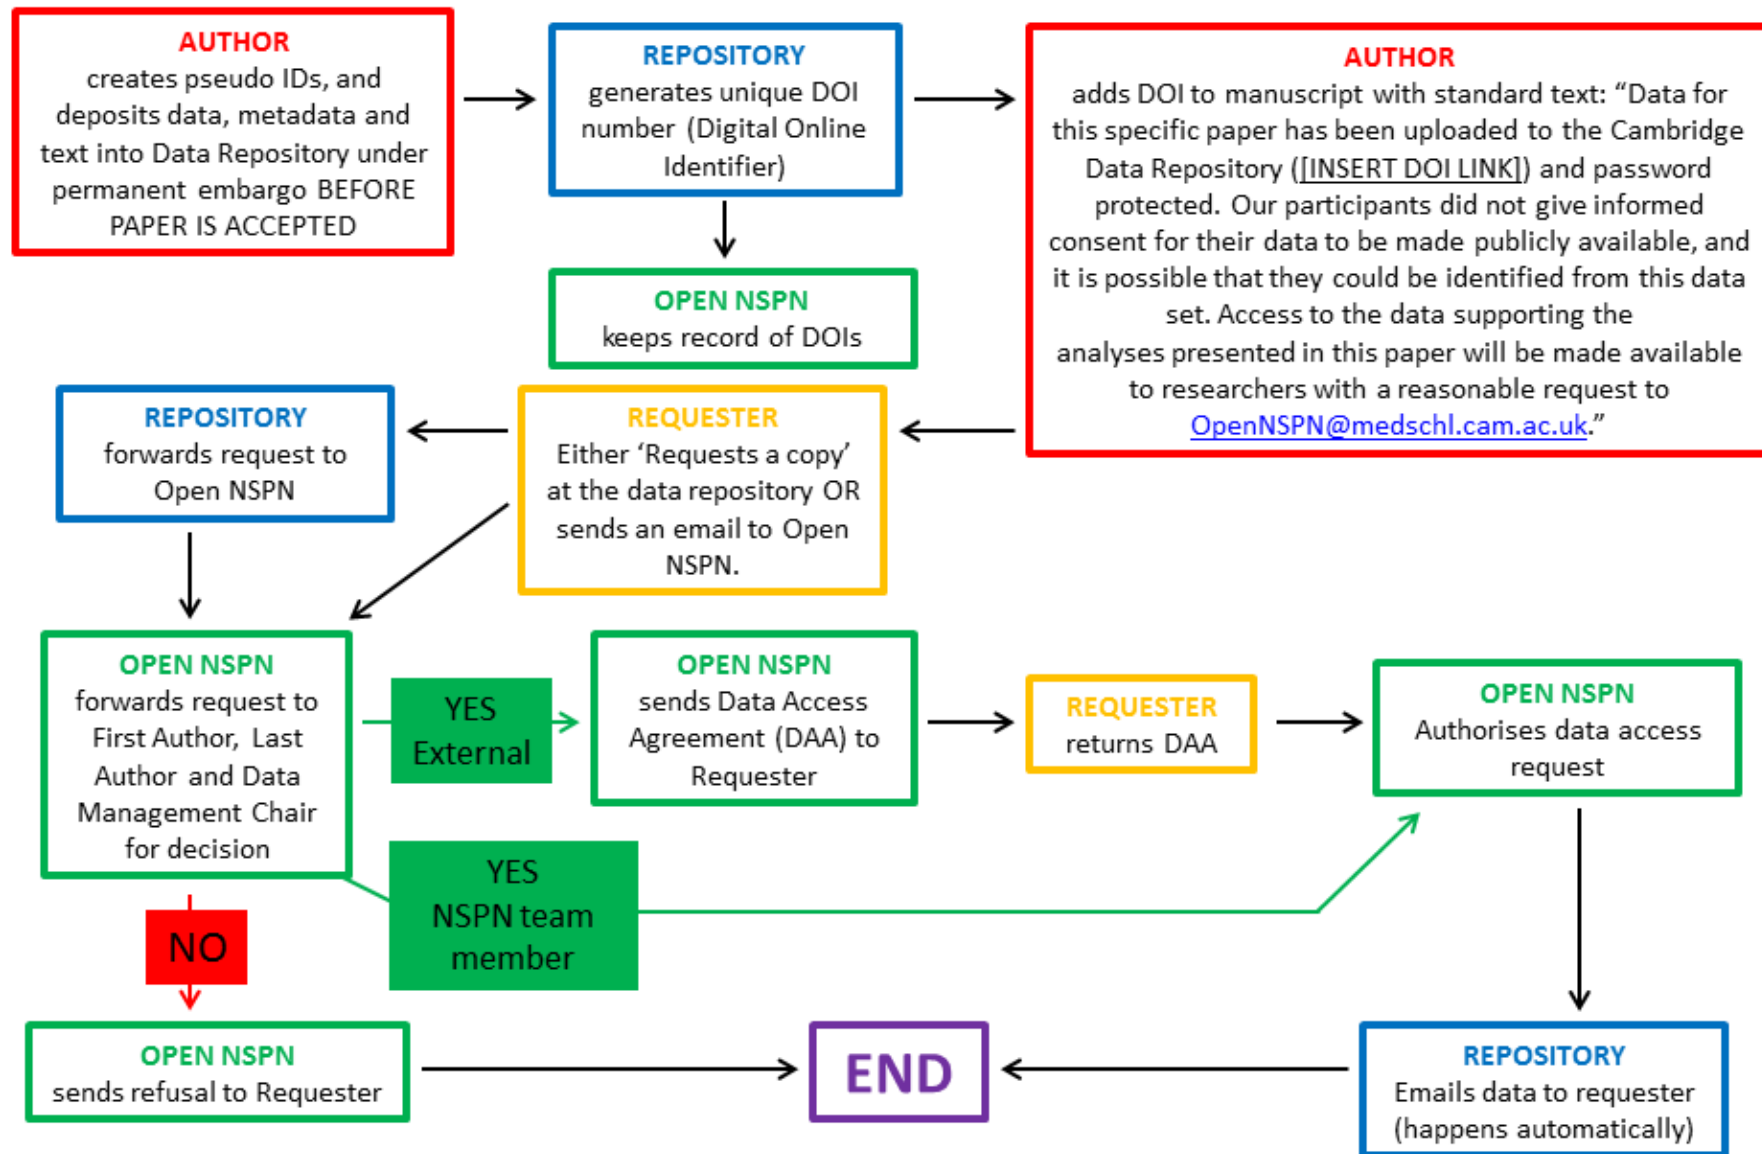 AUTHOR
creates pseudo IDs, and
deposits data, metadata and
text into Data Repository under
permanent embargo BEFORE
PAPER IS ACCEPTED
REPOSITORY
generates unique DOI
number (Digital Online
Identifier)
AUTHOR
adds DOI to manuscript with standard text: “Data for
this specific paper has been uploaded to the Cambridge
Data Repository ([INSERT DOI LINK]) and password
protected. Our participants did not give informed
consent for their data to be made publicly available, and
it is possible that they could be identified from this data
set. Access to the data supporting the
analyses presented in this paper will be made available
to researchers with a reasonable request to
OpenNSPN@medschl.cam.ac.uk.”
OPEN NSPN
keeps record of DOIs
REPOSITORY
forwards request to
Open NSPN
REQUESTER
Either ‘Requests a copy’
at the data repository OR
sends an email to Open
NSPN.
OPEN NSPN
forwards request to
First Author, Last
Author and Data
Management Chair
for decision
YES
External
OPEN NSPN
sends Data Access
Agreement (DAA) to
Requester
REQUESTER
returns DAA
OPEN NSPN
Authorises data access
request
YES
NSPN team
member
NO
OPEN NSPN
sends refusal to Requester
END
REPOSITORY
Emails data to requester
(happens automatically)